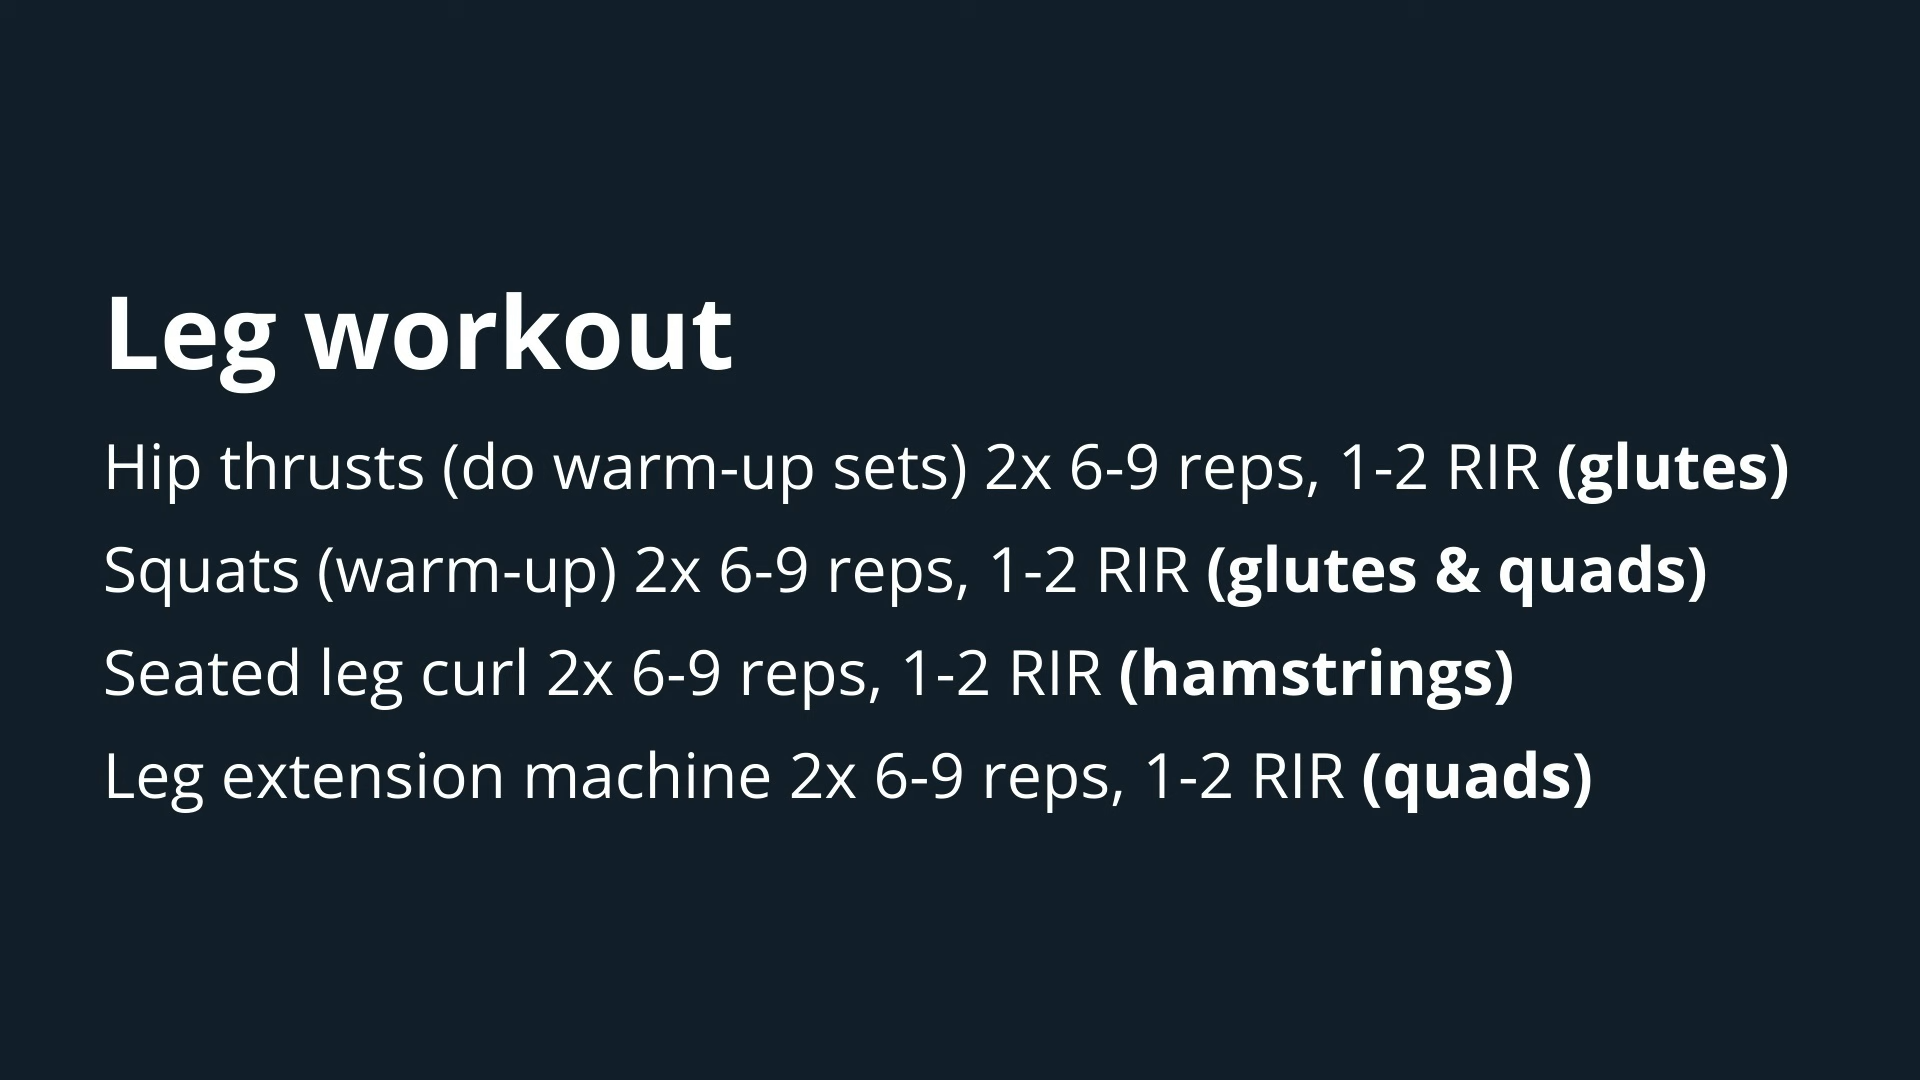 Leg workout
Hip thrusts (do warm-up sets) 2x 6-9 reps, 1-2 RIR (glutes)
Squats (warm-up) 2x 6-9 reps, 1-2 RIR (glutes & quads)
Seated leg curl 2x 6-9 reps, 1-2 RIR (hamstrings)
Leg extension machine 2x 6-9 reps, 1-2 RIR (quads)